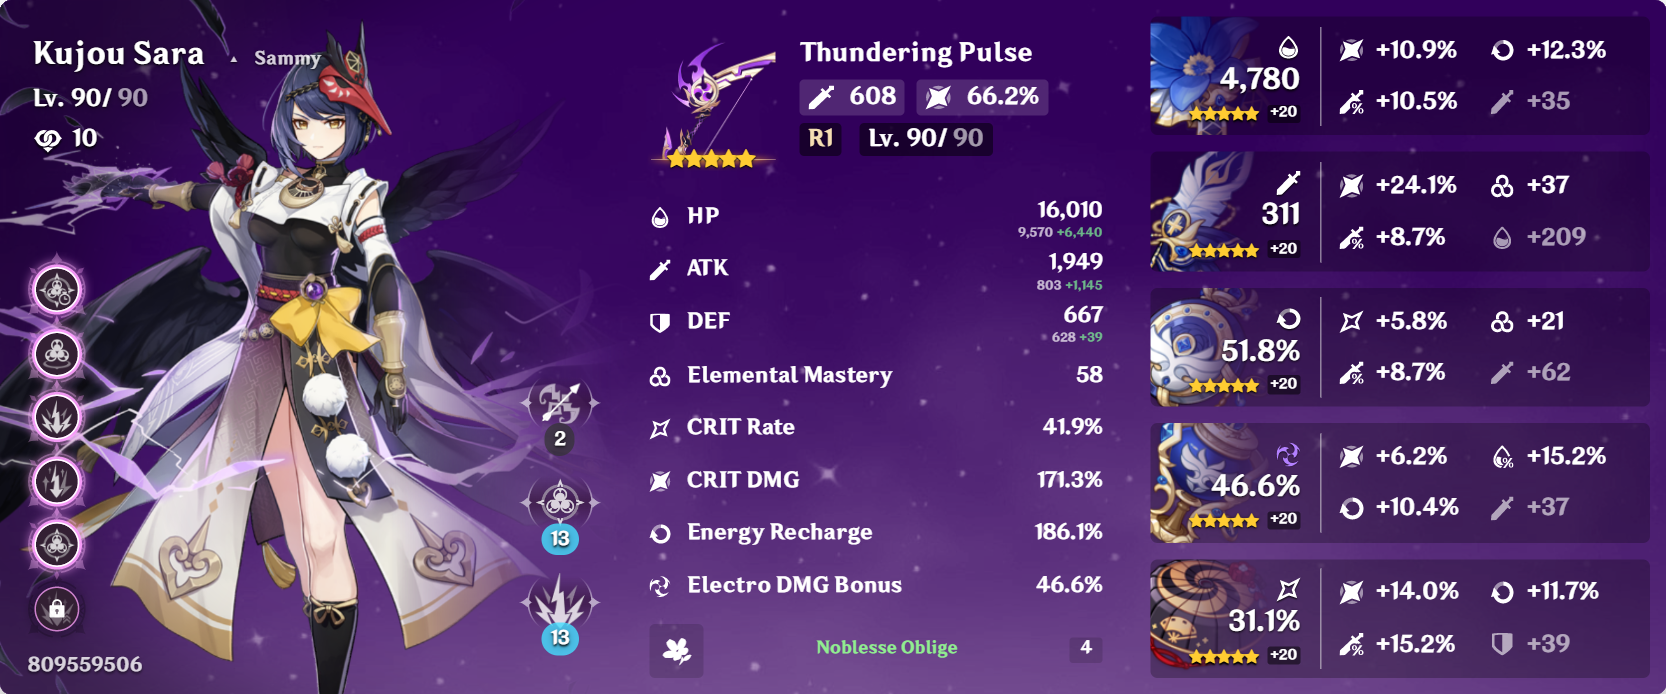 Kujou Sara · Sammy
Lv. 90/ 90
10
2
13
13
809559506
Thundering Pulse
608 66.2%
R1 Lv. 90/ 90
HP 16,010
9,570 +6,440
ATK 1,949
803 +1,145
DEF 667
628 +39
Elemental Mastery 58
CRIT Rate 41.9%
CRIT DMG 171.3%
Energy Recharge 186.1%
Electro DMG Bonus 46.6%
Noblesse Oblige 4
4,780
+20
+10.9% +12.3%
% +10.5% +35
311
+20
+24.1% +37
% +8.7% +209
51.8%
+20
+5.8% +21
% +8.7% +62
46.6%
+20
+6.2% % +15.2%
+10.4% +37
31.1%
+20
+14.0% +11.7%
% +15.2% +39